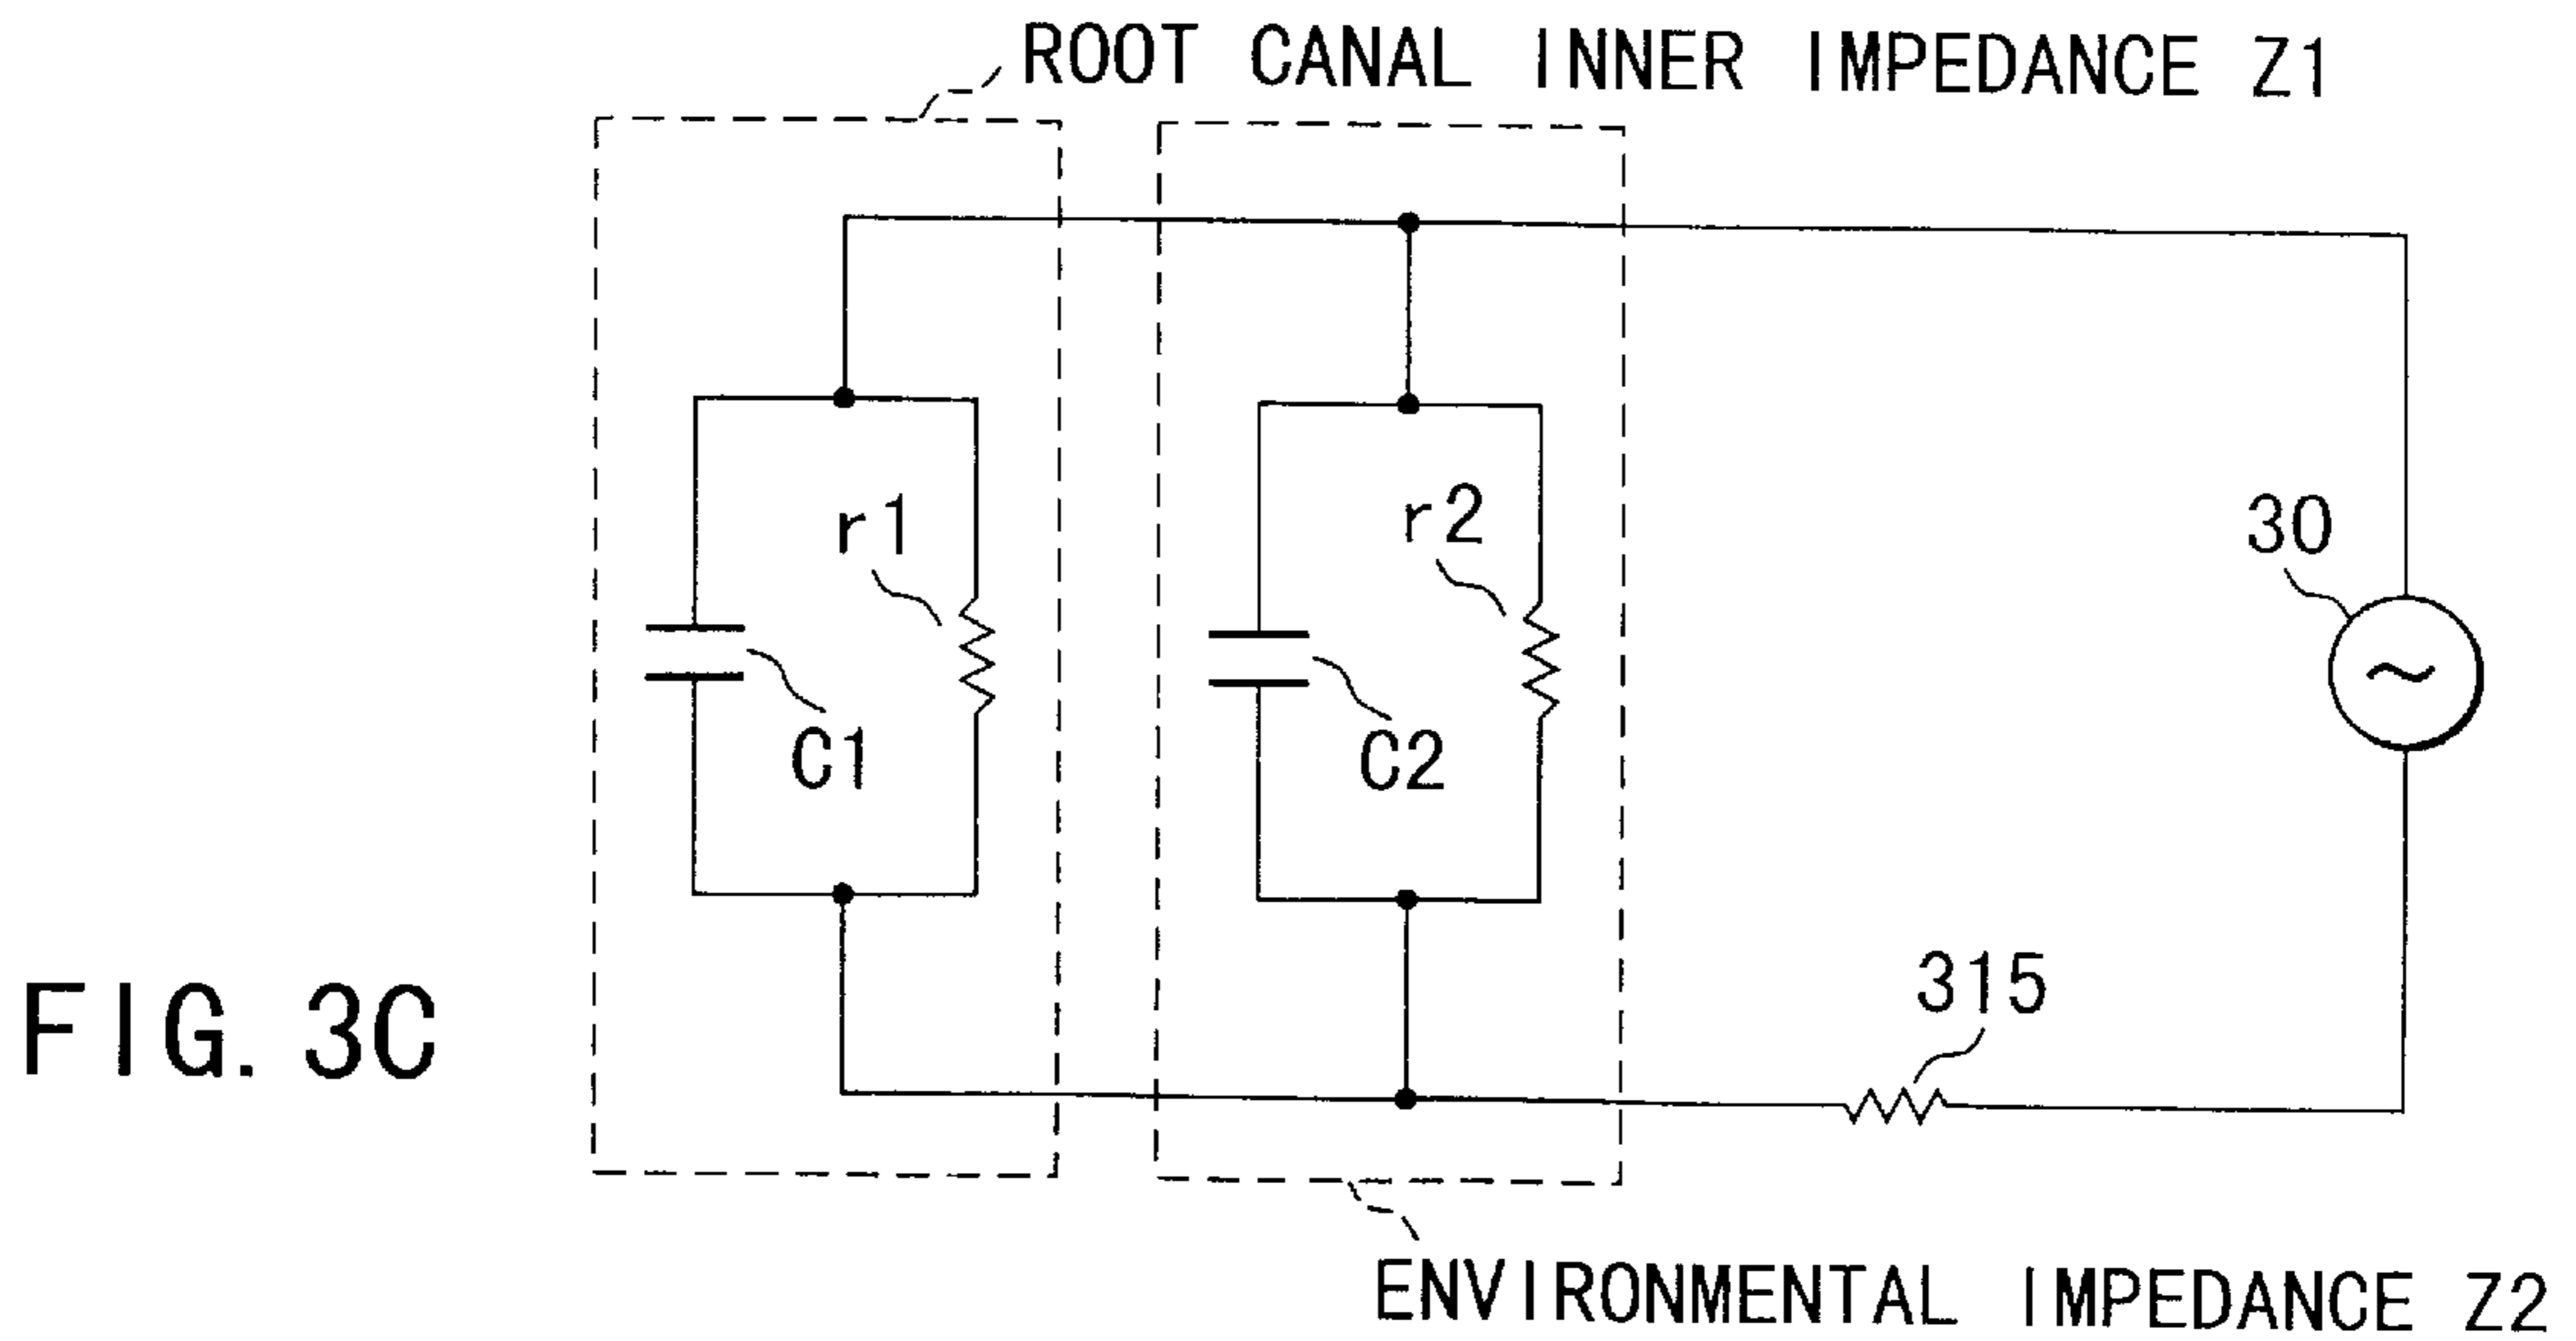 ROOT CANAL INNER IMPEDANCE Z1
r1
r2
30
C1
C2
315
FIG. 3C
ENVIRONMENTAL IMPEDANCE Z2